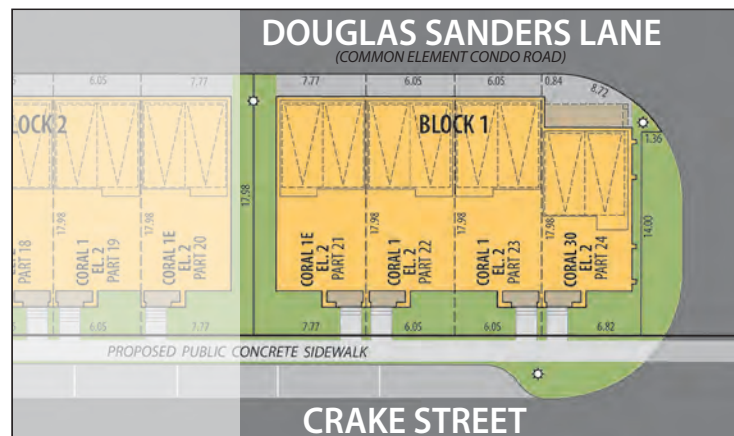 DOUGLAS SANDERS LANE
(COMMON ELEMENT CONDO ROAD)
6.05 7.77 7.77 6.05 6.05 0.84 8.72
BLOCK 1
1.36
17.98 17.98 17.98 17.98 17.98 17.98 14.00
PART 18
CORAL 1
EL. 2
PART 19
CORAL 1E
EL. 2
PART 20
CORAL 1E
EL. 2
PART 21
CORAL 1
EL. 2
PART 22
CORAL 1
EL. 2
PART 23
CORAL 30
EL. 2
PART 24
6.05 7.77 7.77 6.05 6.05 6.82
PROPOSED PUBLIC CONCRETE SIDEWALK
CRAKE STREET